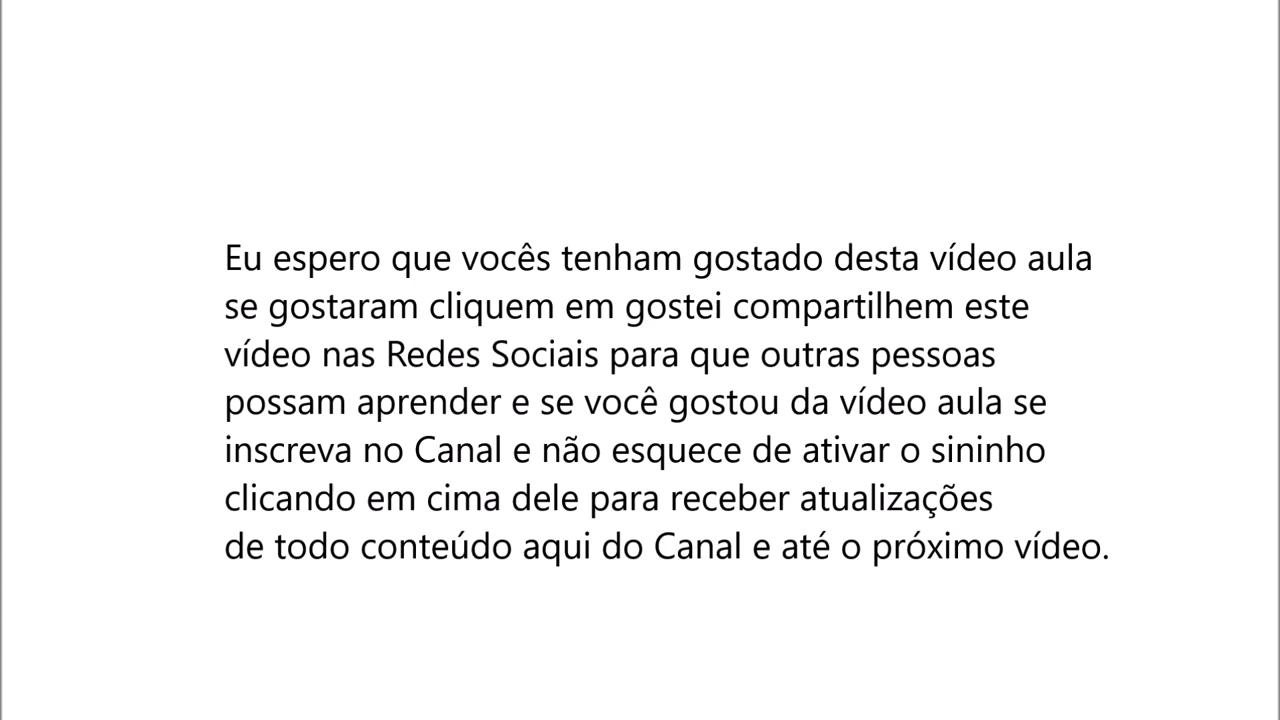 Eu espero que vocês tenham gostado desta vídeo aula
se gostaram cliquem em gostei compartilhem este
vídeo nas Redes Sociais para que outras pessoas
possam aprender e se você gostou da vídeo aula se
inscreva no Canal e não esquece de ativar o sininho
clicando em cima dele para receber atualizações
de todo conteúdo aqui do Canal e até o próximo vídeo.